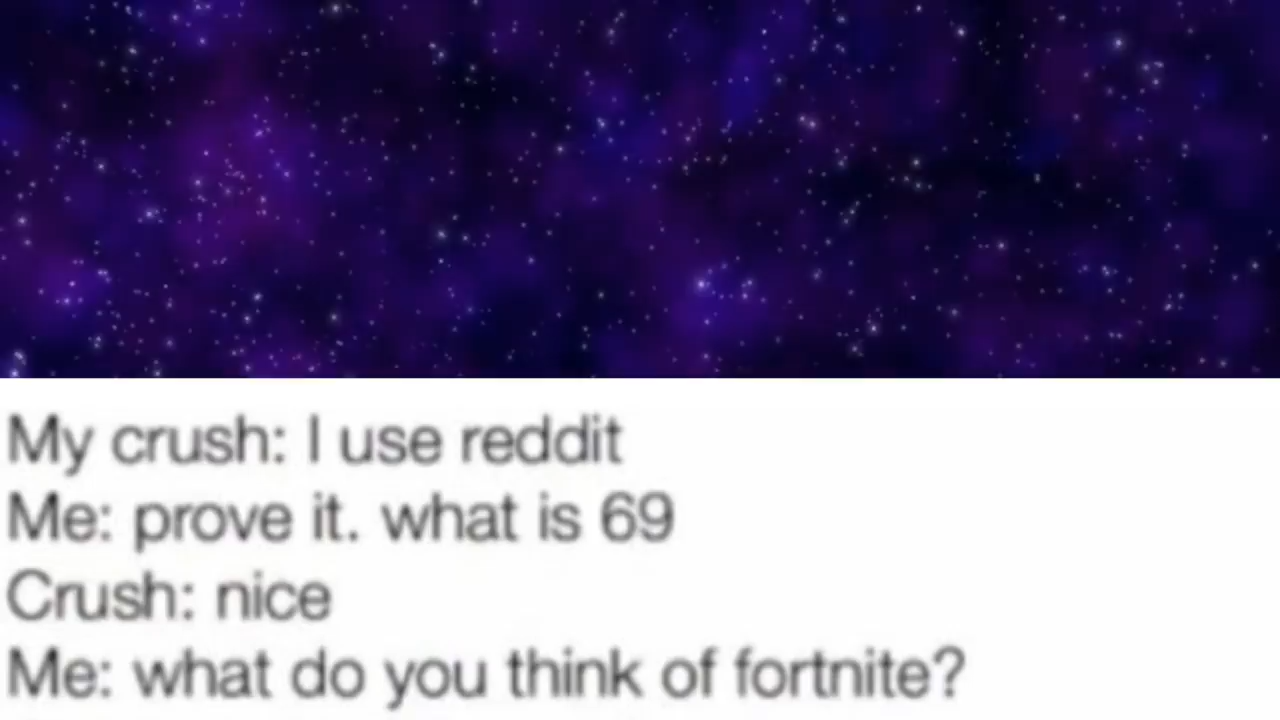 My crush: I use reddit
Me: prove it. what is 69
Crush: nice
Me: what do you think of fortnite?